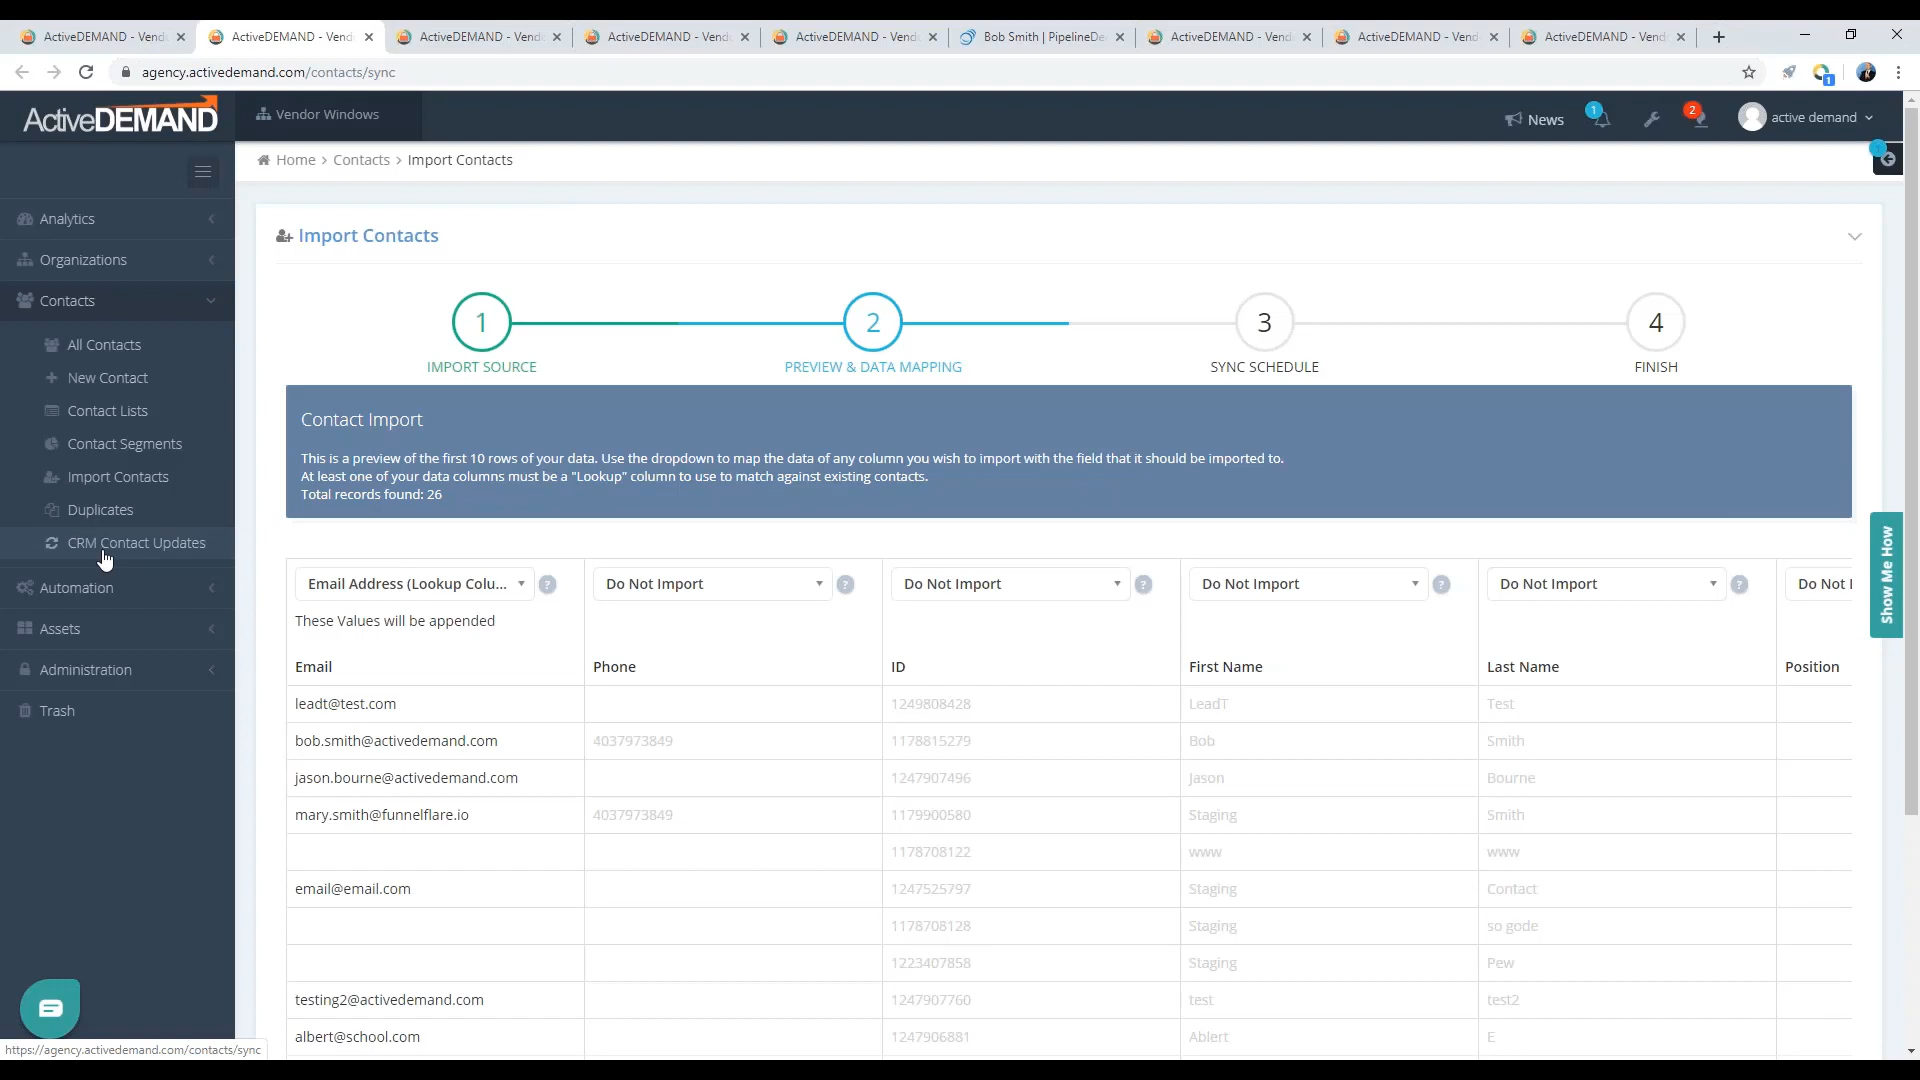 ActiveDEMAND - Vend
ActiveDEMAND - Vend
ActiveDEMAND - Vend
ActiveDEMAND - Vend
ActiveDEMAND - Vend
Bob Smith | PipelineDe
ActiveDEMAND - Vend
ActiveDEMAND - Vend
ActiveDEMAND - Vend
agency.activedemand.com/contacts/sync
1
ActiveDEMAND
Vendor Windows
News
1
2
active demand
Home > Contacts > Import Contacts
Analytics
Organizations
Contacts
All Contacts
New Contact
Contact Lists
Contact Segments
Import Contacts
Duplicates
CRM Contact Updates
Automation
Assets
Administration
Trash
https://agency.activedemand.com/contacts/sync
Import Contacts
1 2 3 4
IMPORT SOURCE PREVIEW & DATA MAPPING SYNC SCHEDULE FINISH
Contact Import
This is a preview of the first 10 rows of your data. Use the dropdown to map the data of any column you wish to import with the field that it should be imported to.
At least one of your data columns must be a "Lookup" column to use to match against existing contacts.
Total records found: 26
Show Me How
Email Address (Lookup Colu... ? Do Not Import ? Do Not Import ? Do Not Import ? Do Not Import ? Do Not I
These Values will be appended
Email Phone ID First Name Last Name Position
leadt@test.com 1249808428 LeadT Test
bob.smith@activedemand.com 4037973849 1178815279 Bob Smith
jason.bourne@activedemand.com 1247907496 Jason Bourne
mary.smith@funnelflare.io 4037973849 1179900580 Staging Smith
1178708122 www www
email@email.com 1247525797 Staging Contact
1178708128 Staging so gode
1223407858 Staging Pew
testing2@activedemand.com 1247907760 test test2
albert@school.com 1247906881 Ablert E